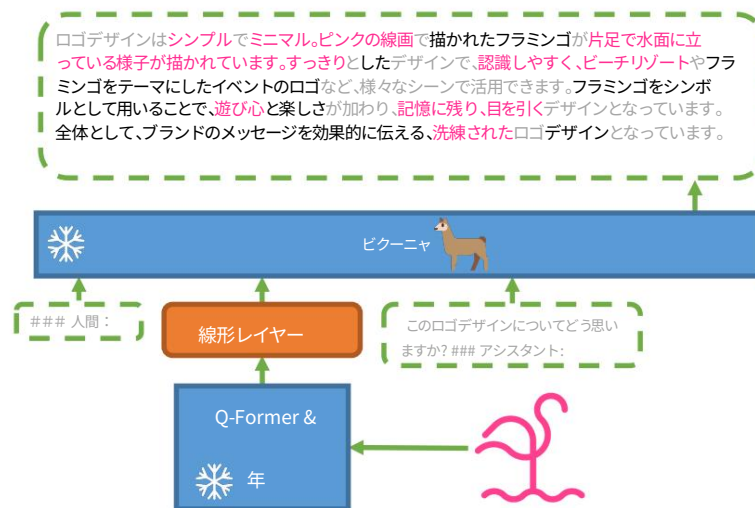 ロゴデザインはシンプルでミニマル。ピンクの線画で描かれたフラミンゴが片足で水面に立
っている様子が描かれています。すっきりとしたデザインで、認識しやすく、ビーチリゾートやフラ
ミンゴをテーマにしたイベントのロゴなど、様々なシーンで活用できます。フラミンゴをシンボ
ルとして用いることで、遊び心と楽しさが加わり、記憶に残り、目を引くデザインとなっています。
全体として、ブランドのメッセージを効果的に伝える、洗練されたロゴデザインとなっています。
ビクーニャ
### 人間：
線形レイヤー
このロゴデザインについてどう思い
ますか? ### アシスタント:
Q-Former &
年